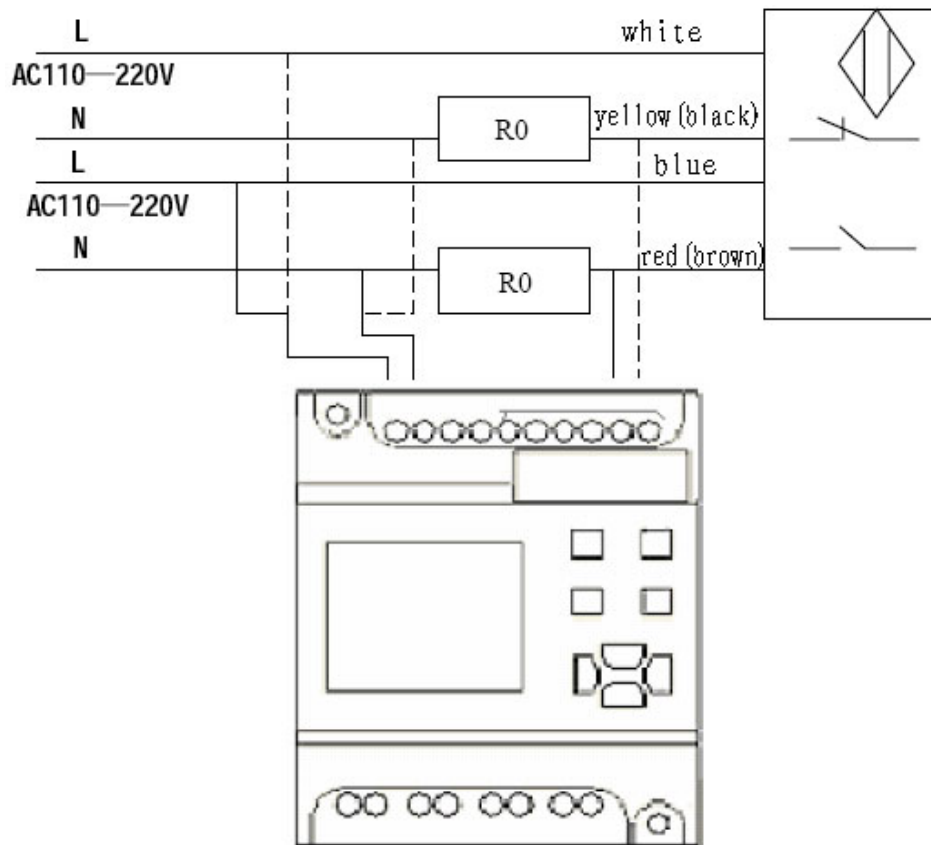 L
white
AC110—220V
N
R0
yellow(black)
L
blue
AC110—220V
N
R0
red(brown)